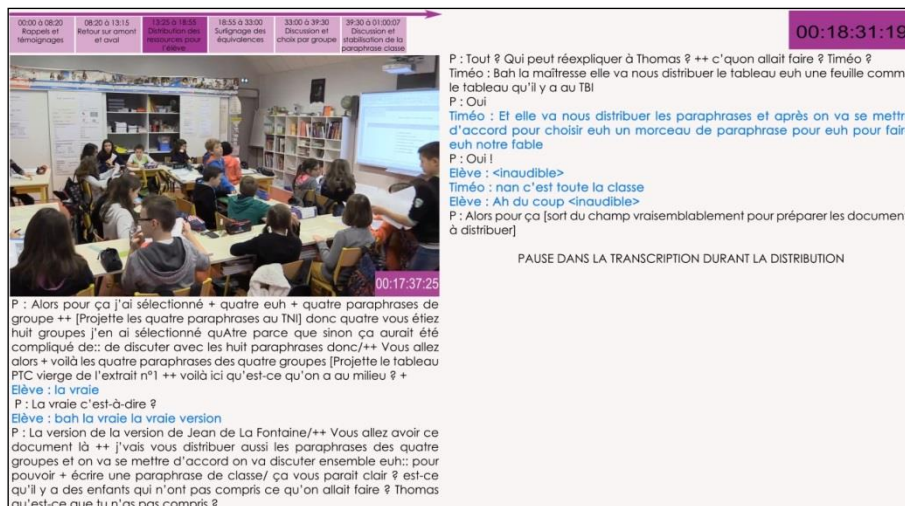 00:00 à 08:20
Rappels et
témoignages
08:20 à 13:15
Retour sur amont
et aval
13:25 à 18:55
Distribution des
ressources pour
l'élève
18:55 à 33:00
Surlignage des
équivalences
33:00 à 39:30
Discussion et
choix par groupe
39:30 à 01:00:07
Discussion et
stabilisation de la
paraphrase classe
00:17:37:25
P : Alors pour ça j'ai sélectionné + quatre euh + quatre paraphrases de
groupe ++ [Projette les quatre paraphrases au TNI] donc quatre vous étiez
huit groupes j'en ai sélectionné quAtre parce que sinon ça aurait été
compliqué de:: de discuter avec les huit paraphrases donc/++ Vous allez
alors + voilà les quatre paraphrases des quatre groupes [Projette le tableau
PTC vierge de l'extrait n°1 ++ voilà ici qu'est-ce qu'on a au milieu ? +
Elève : la vraie
P : La vraie c'est-à-dire ?
Elève : bah la vraie la vraie version
P : La version de la version de Jean de La Fontaine/++ Vous allez avoir ce
document là ++ j'vais vous distribuer aussi les paraphrases des quatre
groupes et on va se mettre d'accord on va discuter ensemble euh:: pour
pouvoir + écrire une paraphrase de classe/ ça vous parait clair ? est-ce
qu'il y a des enfants qui n'ont pas compris ce qu'on allait faire ? Thomas
qu'est-ce que tu n'as pas compris ?
00:18:31:19
P : Tout ? Qui peut réexpliquer à Thomas ? ++ c'quon allait faire ? Timéo ?
Timéo : Bah la maîtresse elle va nous distribuer le tableau euh une feuille comm
le tableau qu'il y a au TBI
P : Oui
Timéo : Et elle va nous distribuer les paraphrases et après on va se mettr
d'accord pour choisir euh un morceau de paraphrase pour euh pour fair
euh notre fable
P : Oui !
Elève : <inaudible>
Timéo : nan c'est toute la classe
Elève : Ah du coup <inaudible>
P : Alors pour ça [sort du champ vraisemblablement pour préparer les document
à distribuer]
PAUSE DANS LA TRANSCRIPTION DURANT LA DISTRIBUTION